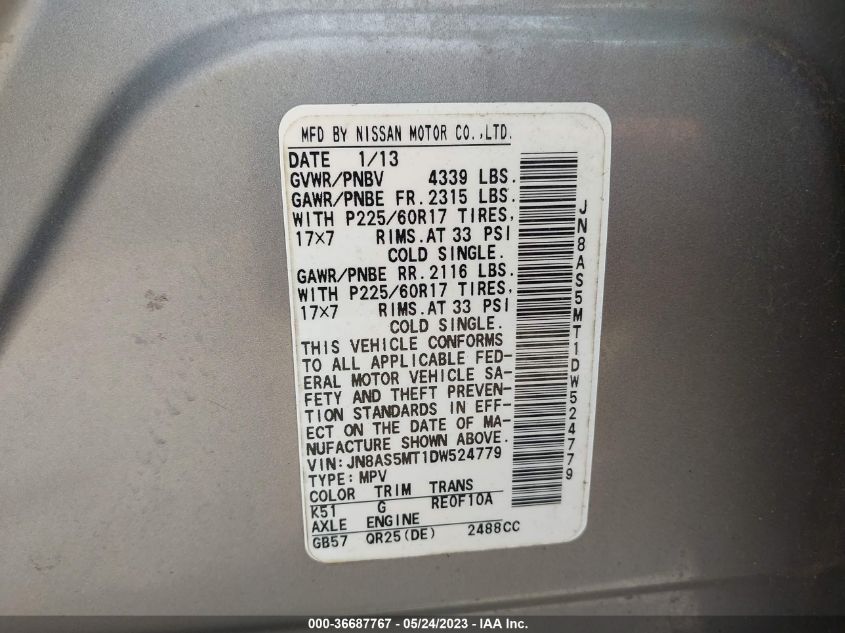 MFD BY NISSAN MOTOR CO.,LTD.
DATE 1/13
GVWR/PNBV 4339 LBS.
GAWR/PNBE FR. 2315 LBS.
WITH P225/60R17 TIRES,
17×7 RIMS.AT 33 PSI
COLD SINGLE.
GAWR/PNBE RR. 2116 LBS.
WITH P225/60R17 TIRES,
17×7 RIMS.AT 33 PSI
COLD SINGLE.
THIS VEHICLE CONFORMS
TO ALL APPLICABLE FED-
ERAL MOTOR VEHICLE SA-
FETY AND THEFT PREVEN-
TION STANDARDS IN EFF-
ECT ON THE DATE OF MA-
NUFACTURE SHOWN ABOVE.
VIN: JN8AS5MT1DW524779
TYPE: MPV
COLOR TRIM TRANS
K51 G RE0F10A
AXLE ENGINE
GB57 QR25(DE) 2488CC
JN8AS5MT1DW524779
000-36687767 - 05/24/2023 - IAA Inc.